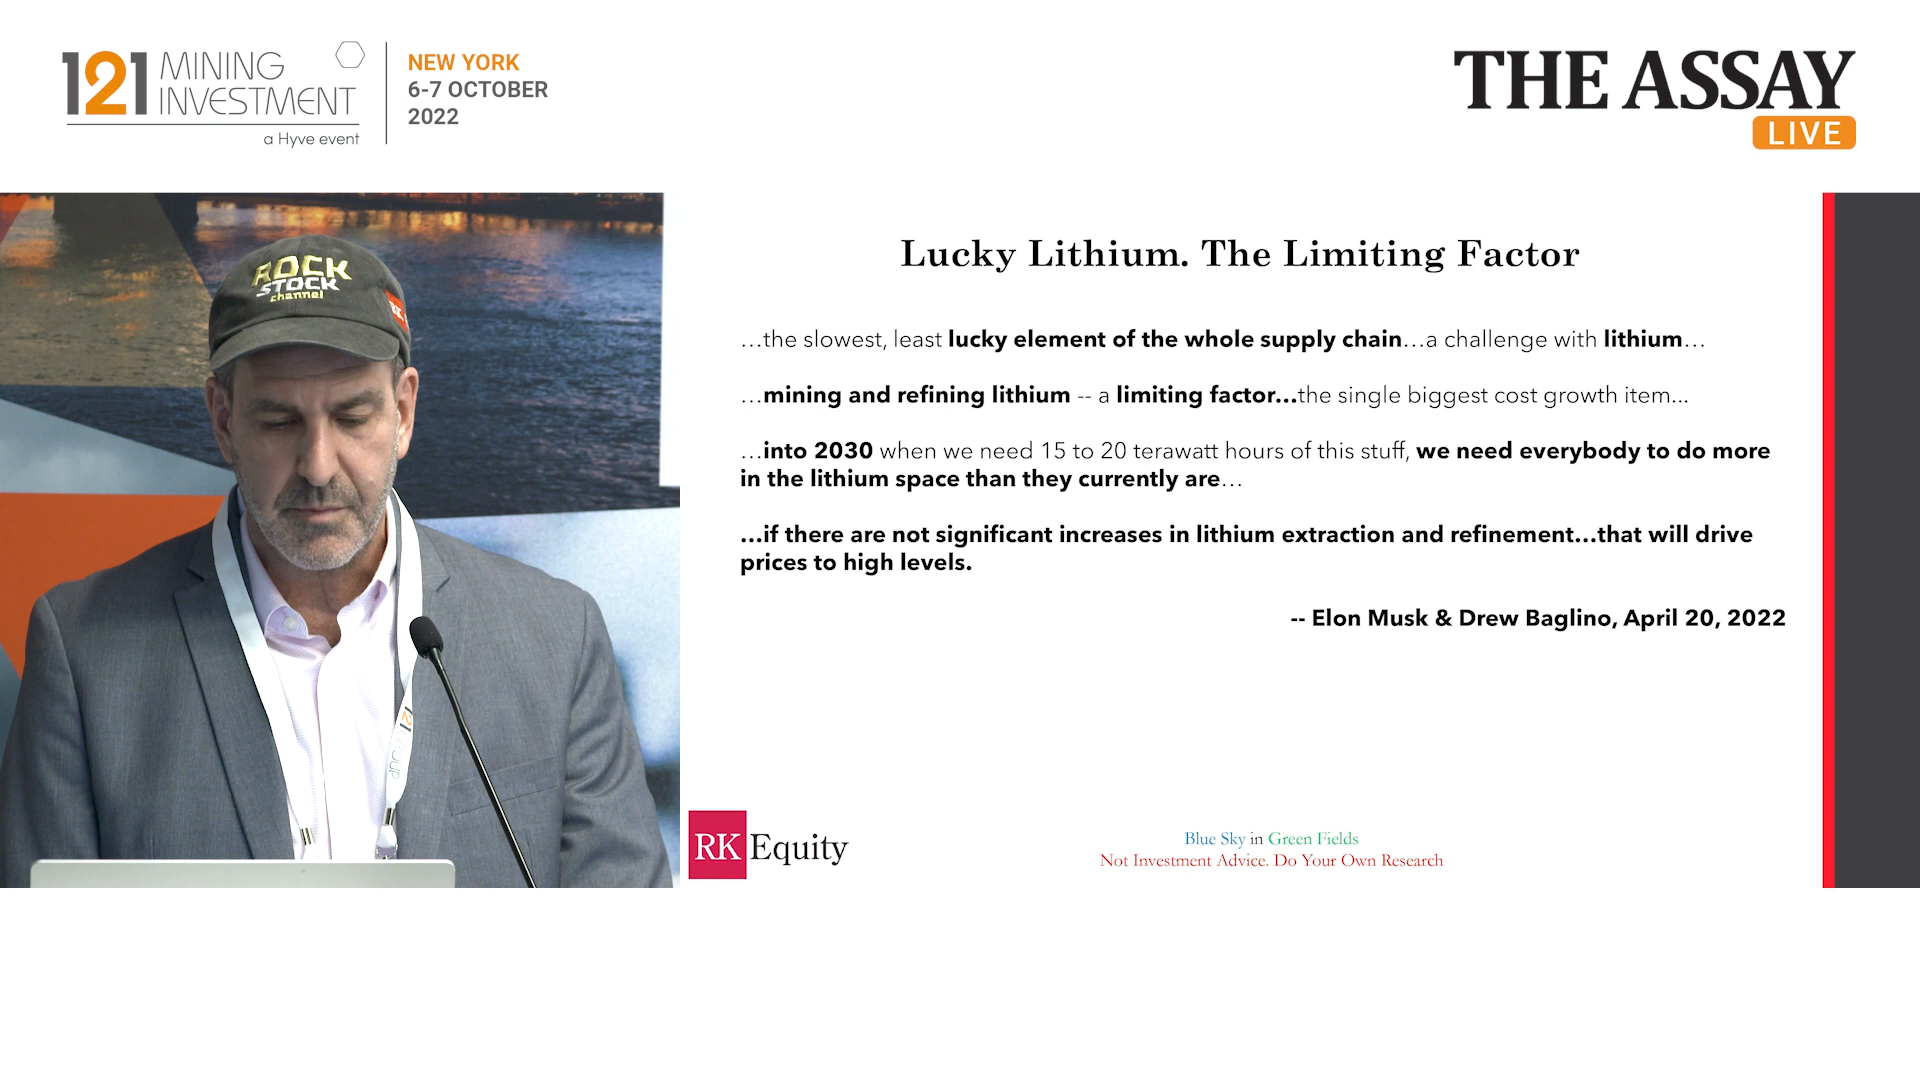 121 MINING INVESTMENT
a Hyve event
NEW YORK
6-7 OCTOBER
2022
THE ASSAY
LIVE
ROCK
STOCK
channel
RK
Lucky Lithium. The Limiting Factor
…the slowest, least lucky element of the whole supply chain…a challenge with lithium…
…mining and refining lithium -- a limiting factor…the single biggest cost growth item...
…into 2030 when we need 15 to 20 terawatt hours of this stuff, we need everybody to do more
in the lithium space than they currently are…
…if there are not significant increases in lithium extraction and refinement…that will drive
prices to high levels.
-- Elon Musk & Drew Baglino, April 20, 2022
RK Equity
Blue Sky in Green Fields
Not Investment Advice. Do Your Own Research